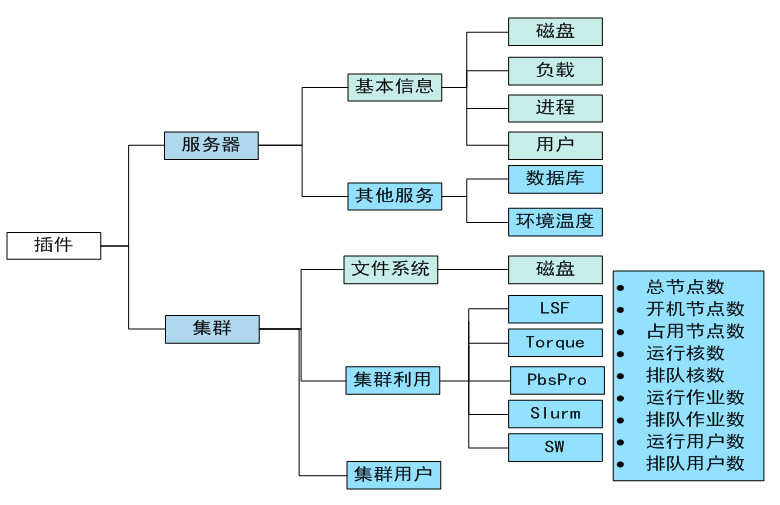 插件
服务器
基本信息
磁盘
负载
进程
用户
其他服务
数据库
环境温度
集群
文件系统
磁盘
集群利用
LSF
Torque
PbsPro
Slurm
SW
集群用户
• 总节点数
• 开机节点数
• 占用节点数
• 运行核数
• 排队核数
• 运行作业数
• 排队作业数
• 运行用户数
• 排队用户数